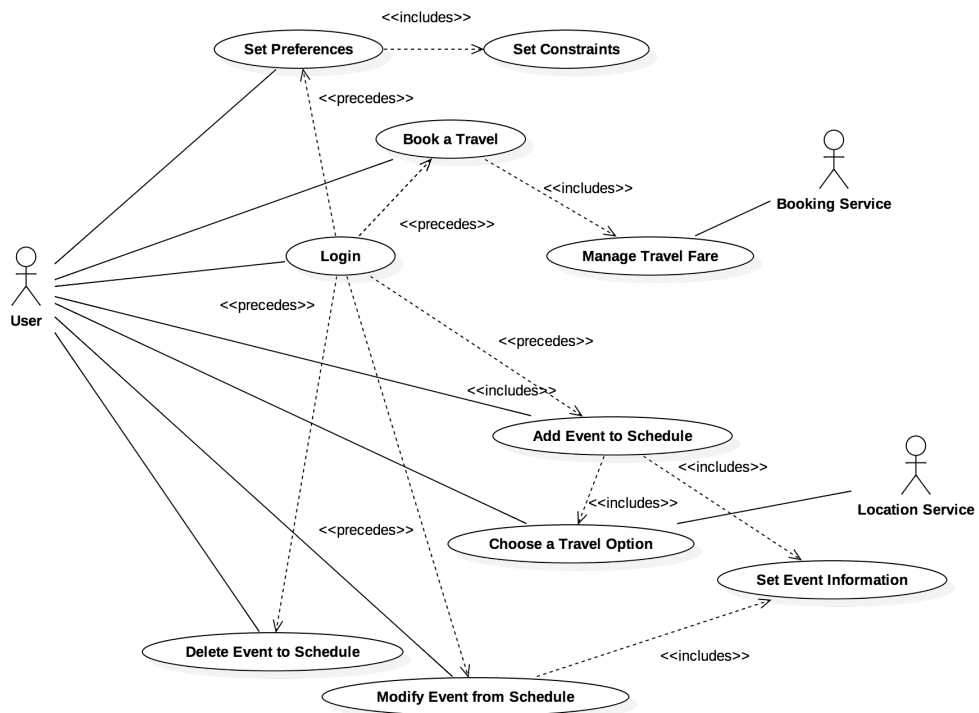 <<includes>>
Set Preferences
Set Constraints
<<precedes>>
Book a Travel
<<includes>>
Booking Service
<<precedes>>
Login
Manage Travel Fare
<<precedes>>
User
<<precedes>>
<<includes>>
Add Event to Schedule
<<includes>>
<<includes>>
Location Service
<<precedes>>
Choose a Travel Option
Set Event Information
Delete Event to Schedule
<<includes>>
Modify Event from Schedule